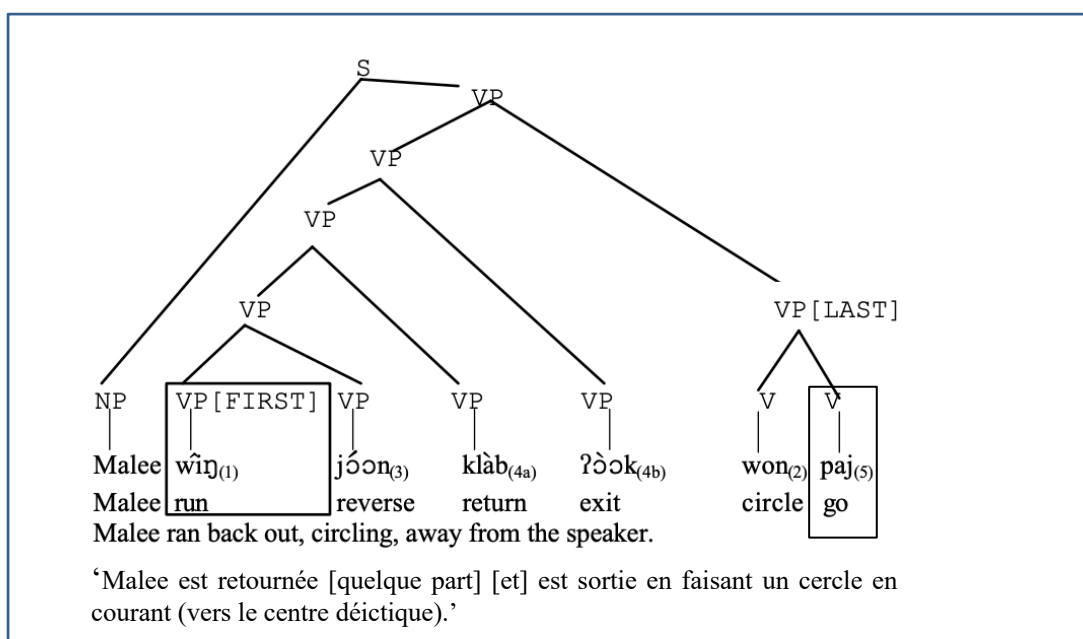 S
VP
VP
VP
VP
VP[LAST]
NP VP[FIRST] VP VP VP V V
Malee wîŋ(1) jɔ́ɔn(3) klàb(4a) ʔɔ̀ɔk(4b) won(2) paj(5)
Malee run reverse return exit circle go
Malee ran back out, circling, away from the speaker.
‘Malee est retournée [quelque part] [et] est sortie en faisant un cercle en
courant (vers le centre déictique).’